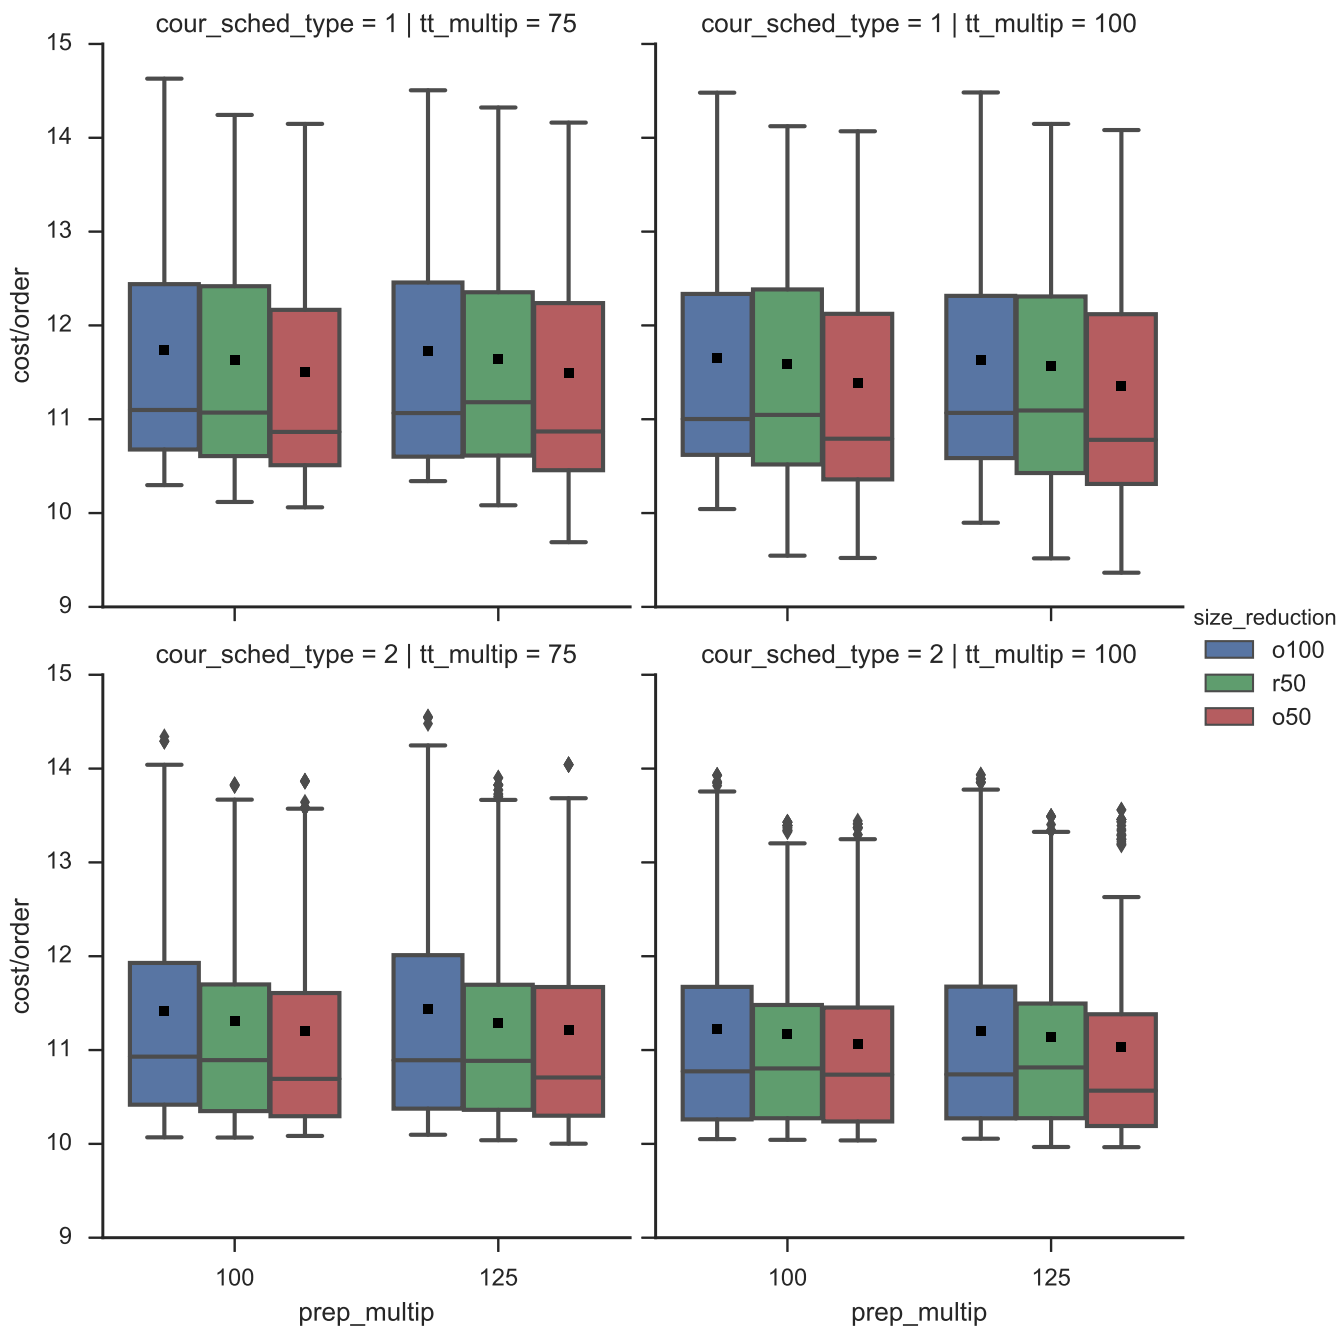 cour_sched_type = 1 | tt_multip = 75
cour_sched_type = 1 | tt_multip = 100
15
14
13
12
11
10
9
cost/order
size_reduction
o100
r50
o50
cour_sched_type = 2 | tt_multip = 75
cour_sched_type = 2 | tt_multip = 100
15
14
13
12
11
10
9
cost/order
100
125
100
125
prep_multip
prep_multip